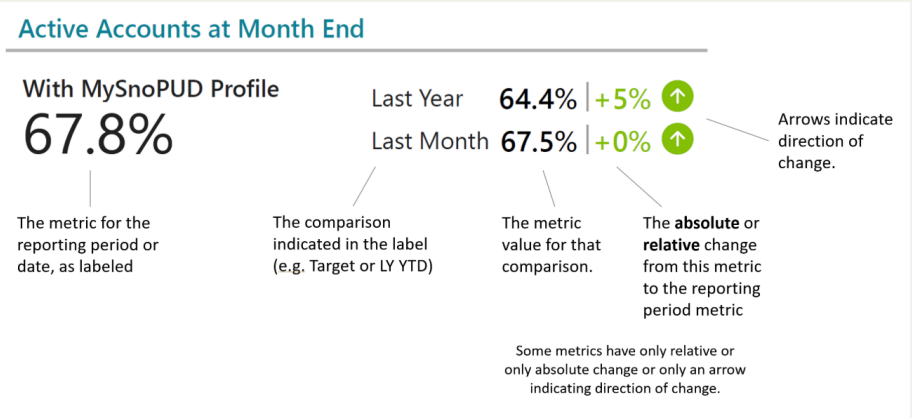 Active Accounts at Month End
With MySnoPUD Profile
67.8%
Last Year 64.4% +5%
Last Month 67.5% +0%
Arrows indicate
direction of
change.
The metric for the
reporting period or
date, as labeled
The comparison
indicated in the label
(e.g. Target or LY YTD)
The metric
value for that
comparison.
The absolute or
relative change
from this metric
to the reporting
period metric
Some metrics have only relative or
only absolute change or only an arrow
indicating direction of change.